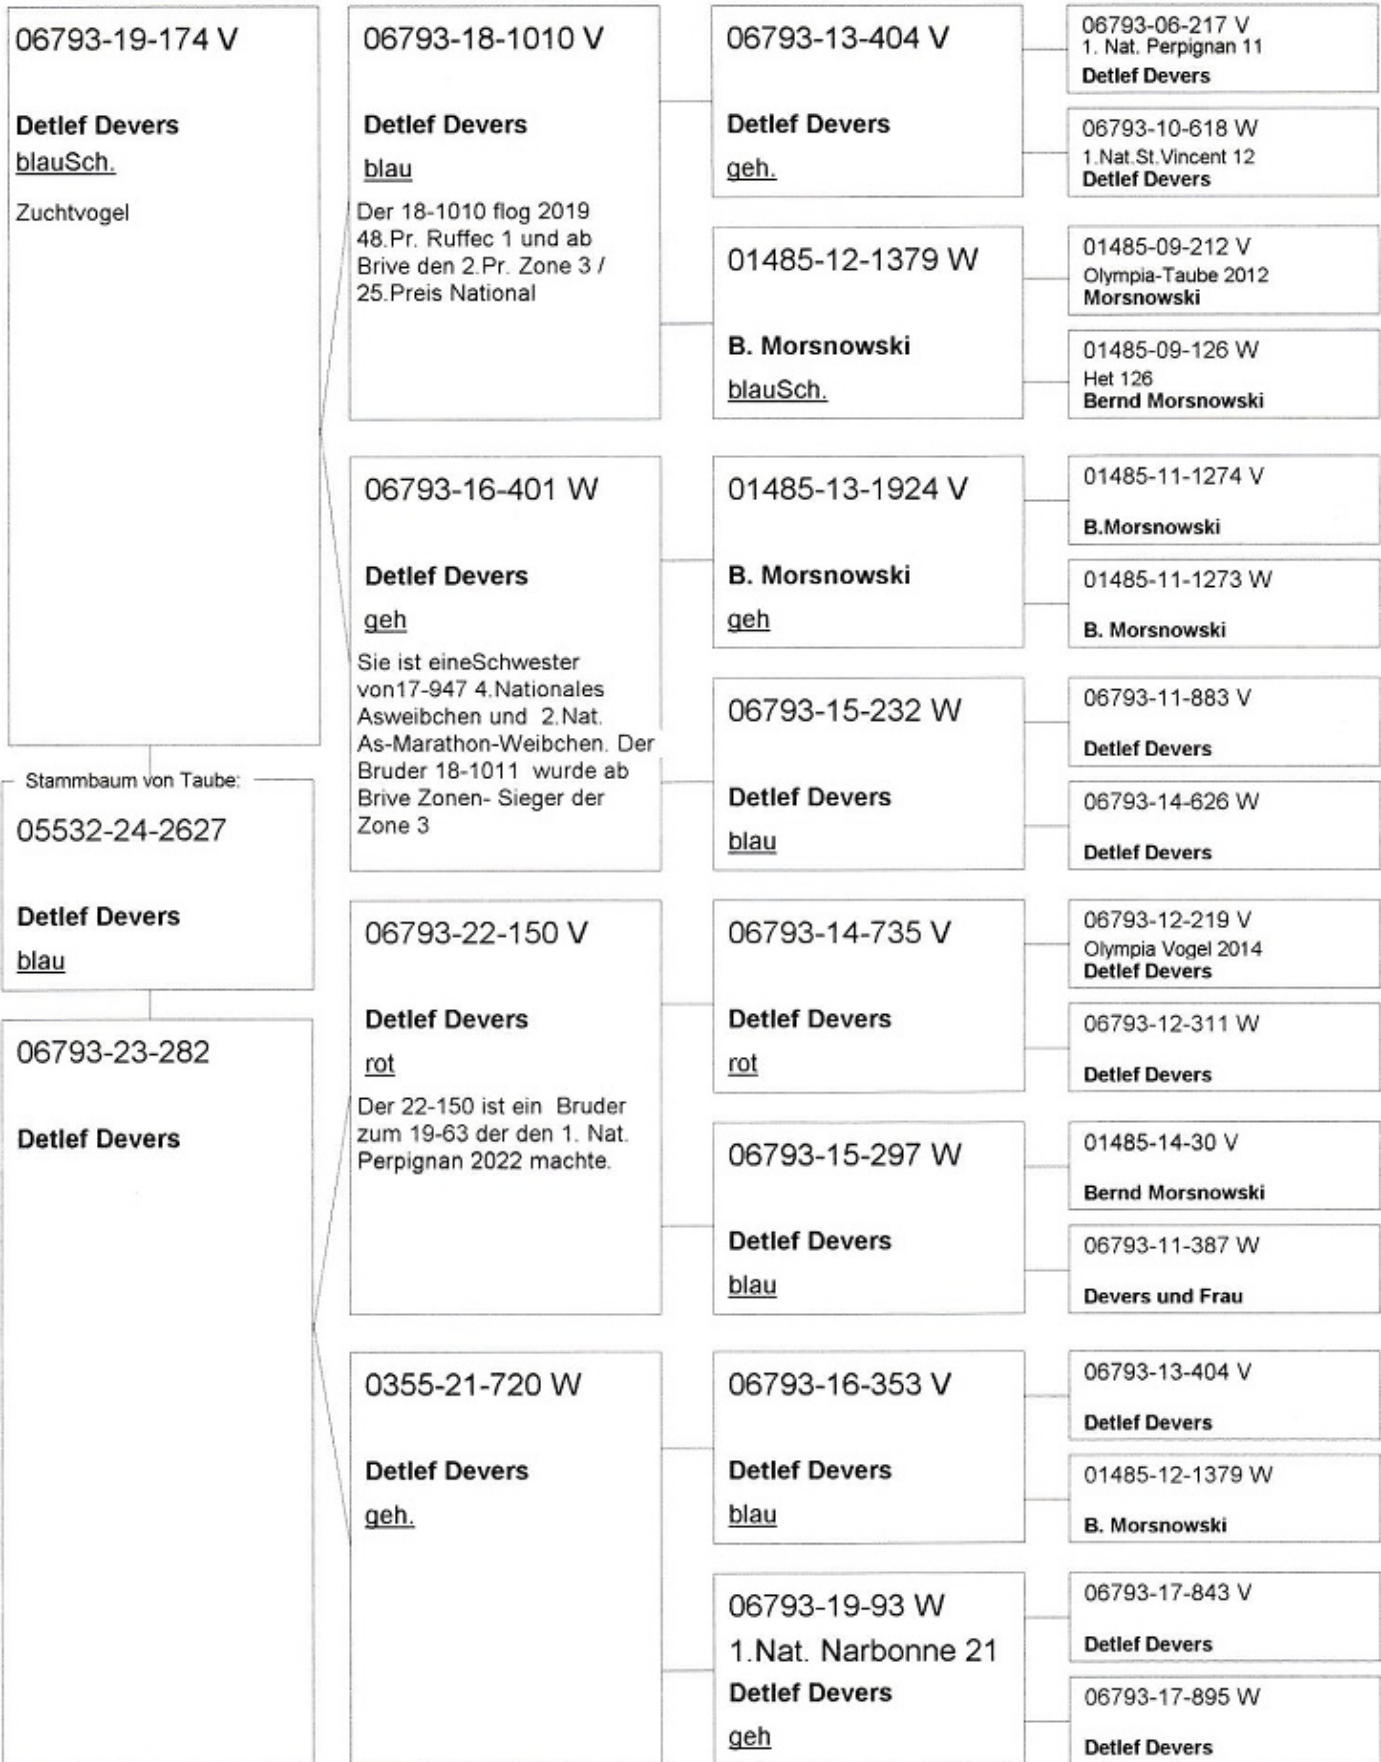 06793-19-174 V
Detlef Devers
blauSch.
Zuchtvogel
Stammbaum von Taube:
05532-24-2627
Detlef Devers
blau
06793-23-282
Detlef Devers
06793-18-1010 V
Detlef Devers
blau
Der 18-1010 flog 2019
48.Pr. Ruffec 1 und ab
Brive den 2.Pr. Zone 3 /
25.Preis National
06793-16-401 W
Detlef Devers
geh
Sie ist eineSchwester
von17-947 4.Nationales
Asweibchen und 2.Nat.
As-Marathon-Weibchen. Der
Bruder 18-1011 wurde ab
Brive Zonen- Sieger der
Zone 3
06793-22-150 V
Detlef Devers
rot
Der 22-150 ist ein Bruder
zum 19-63 der den 1. Nat.
Perpignan 2022 machte.
0355-21-720 W
Detlef Devers
geh.
06793-13-404 V
Detlef Devers
geh.
01485-12-1379 W
B. Morsnowski
blauSch.
01485-13-1924 V
B. Morsnowski
geh
06793-15-232 W
Detlef Devers
blau
06793-14-735 V
Detlef Devers
rot
06793-15-297 W
Detlef Devers
blau
06793-16-353 V
Detlef Devers
blau
06793-19-93 W
1.Nat. Narbonne 21
Detlef Devers
geh
06793-06-217 V
1. Nat. Perpignan 11
Detlef Devers
06793-10-618 W
1.Nat.St.Vincent 12
Detlef Devers
01485-09-212 V
Olympia-Taube 2012
Morsnowski
01485-09-126 W
Het 126
Bernd Morsnowski
01485-11-1274 V
B.Morsnowski
01485-11-1273 W
B. Morsnowski
06793-11-883 V
Detlef Devers
06793-14-626 W
Detlef Devers
06793-12-219 V
Olympia Vogel 2014
Detlef Devers
06793-12-311 W
Detlef Devers
01485-14-30 V
Bernd Morsnowski
06793-11-387 W
Devers und Frau
06793-13-404 V
Detlef Devers
01485-12-1379 W
B. Morsnowski
06793-17-843 V
Detlef Devers
06793-17-895 W
Detlef Devers